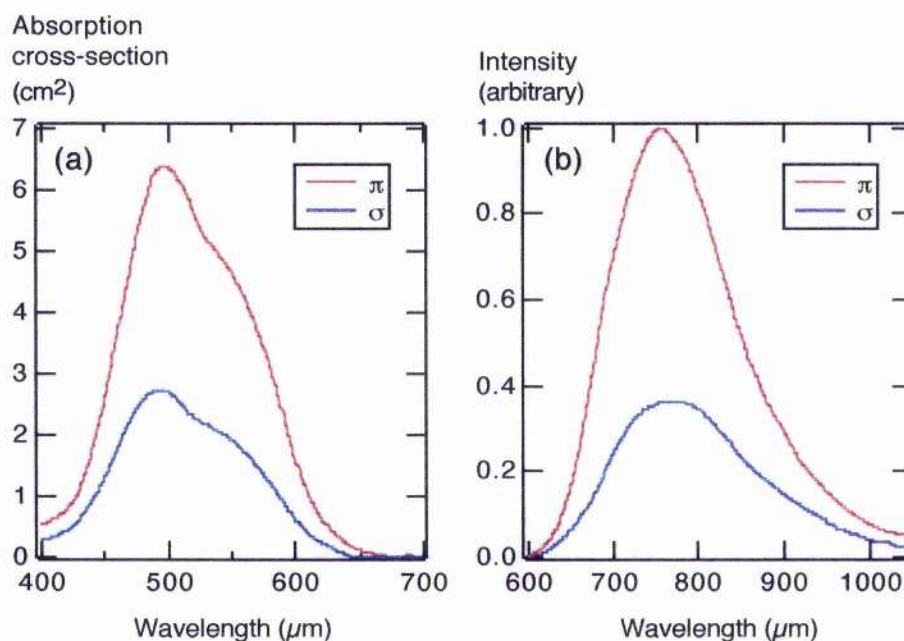 Absorption
cross-section
(cm²)
7
6
5
4
3
2
1
0
(a)
π
σ
400
500
600
700
Wavelength (μm)
Intensity
(arbitrary)
1.0
0.8
0.6
0.4
0.2
0.0
(b)
π
σ
600
700
800
900
1000
Wavelength (μm)